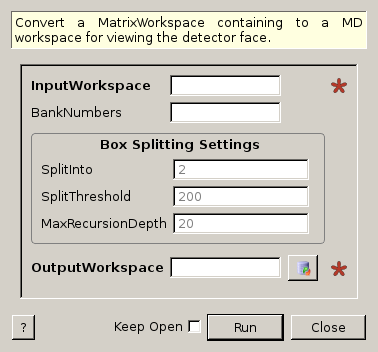 Convert a MatrixWorkspace containing to a MD
workspace for viewing the detector face.
InputWorkspace *
BankNumbers
Box Splitting Settings
SplitInto 2
SplitThreshold 200
MaxRecursionDepth 20
OutputWorkspace *
? Keep Open Run Close